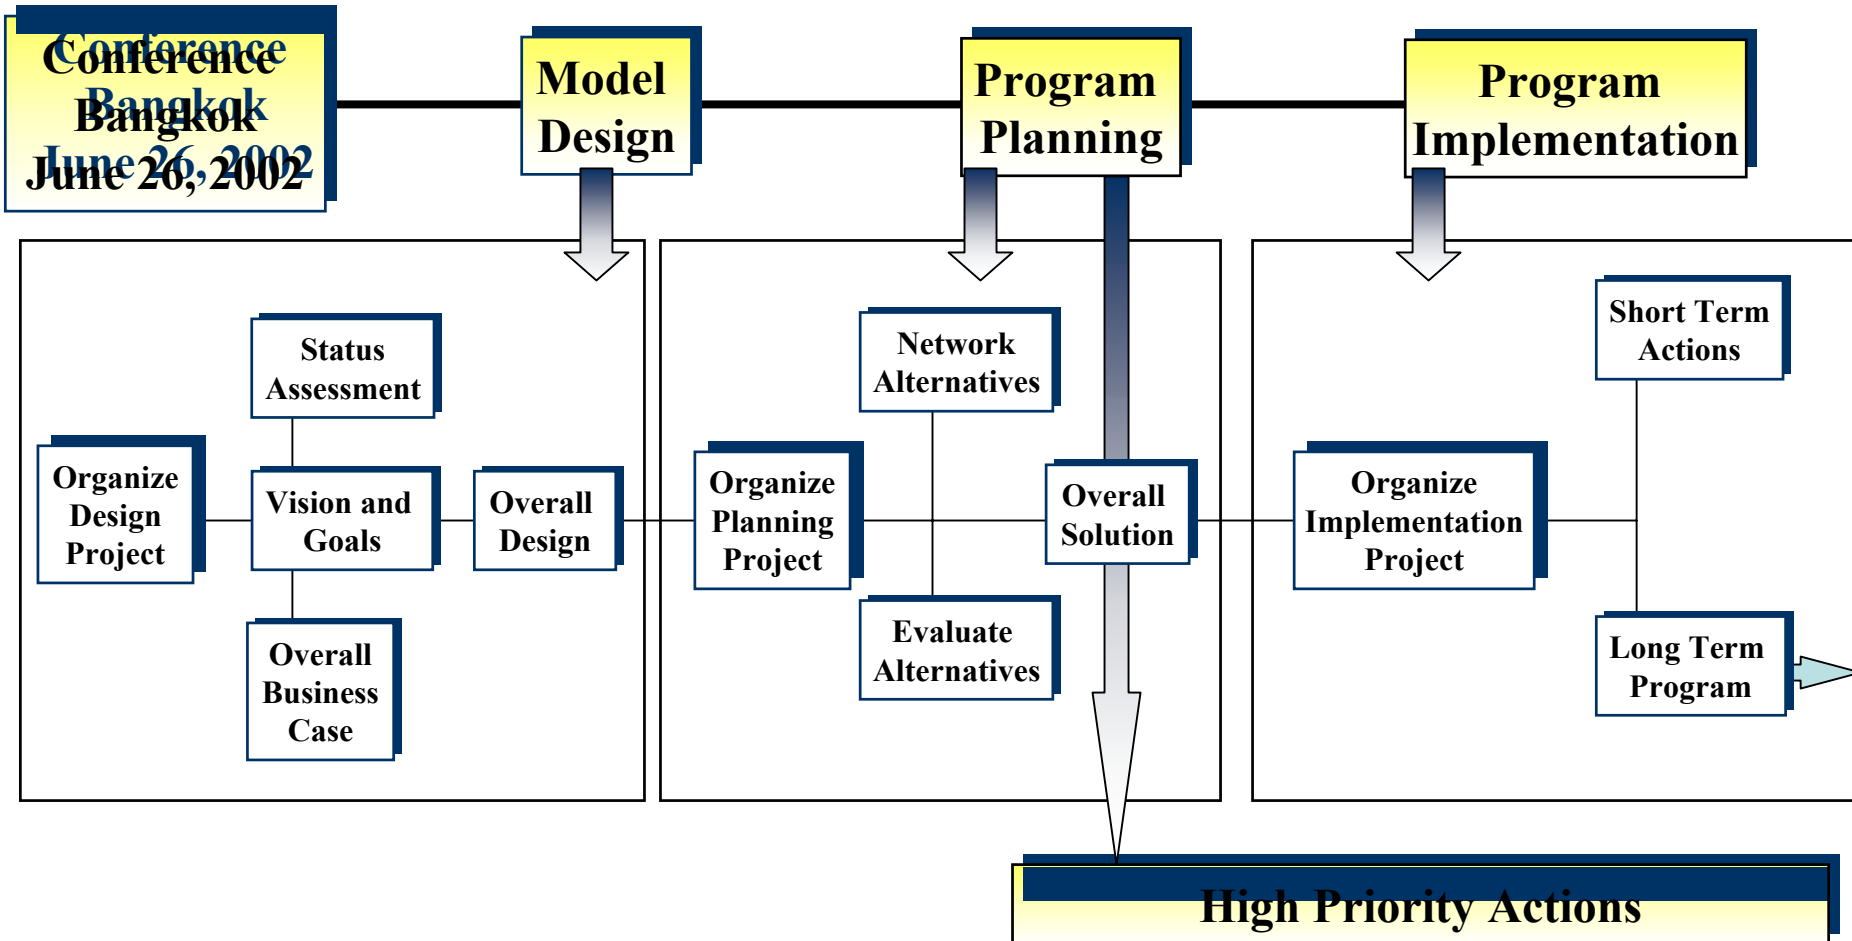 Conference
Bangkok
June 26, 2002
Model
Design
Program
Planning
Program
Implementation
Status
Assessment
Organize
Design
Project
Vision and
Goals
Overall
Design
Overall
Business
Case
Network
Alternatives
Organize
Planning
Project
Overall
Solution
Evaluate
Alternatives
Short Term
Actions
Organize
Implementation
Project
Long Term
Program
High Priority Actions